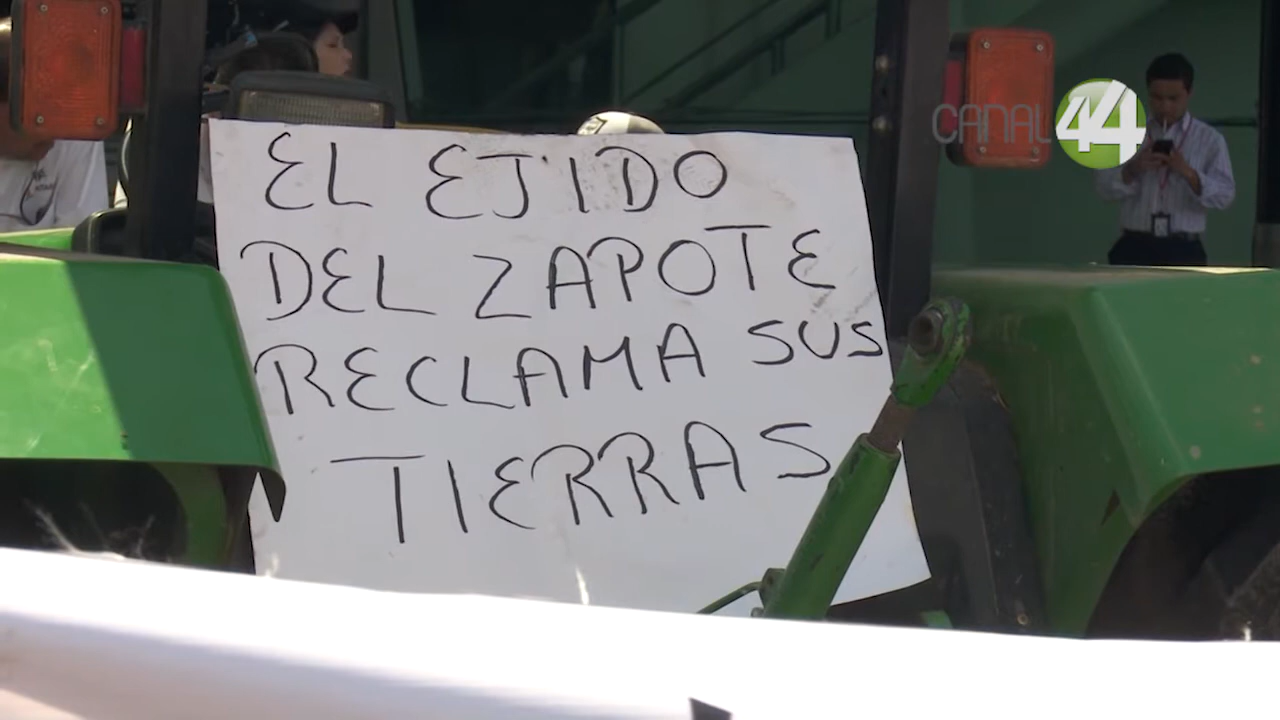 EL EJIDO
DEL ZAPOTE
RECLAMA SUS
TIERRAS
CANAL 44